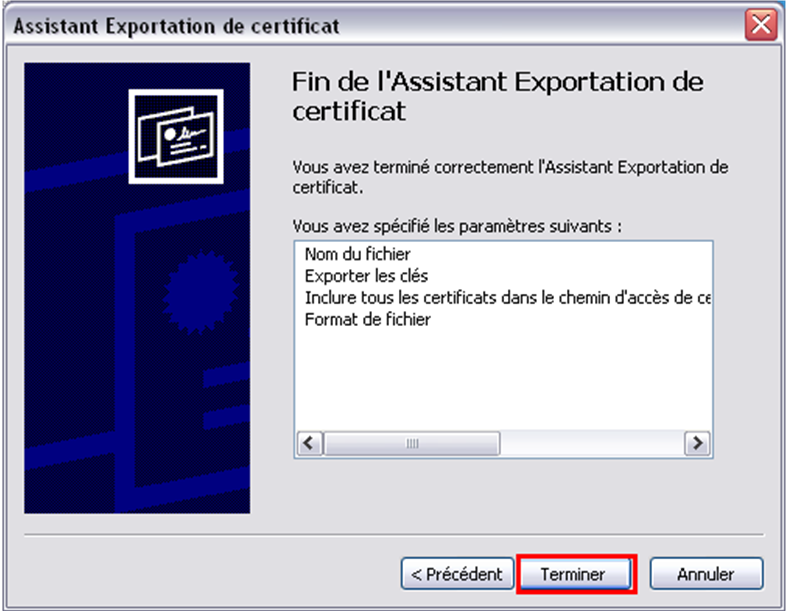 Assistant Exportation de certificat
Fin de l'Assistant Exportation de
certificat
Vous avez terminé correctement l'Assistant Exportation de
certificat.
Vous avez spécifié les paramètres suivants :
Nom du fichier
Exporter les clés
Inclure tous les certificats dans le chemin d'accès de ce
Format de fichier
< Précédent
Terminer
Annuler